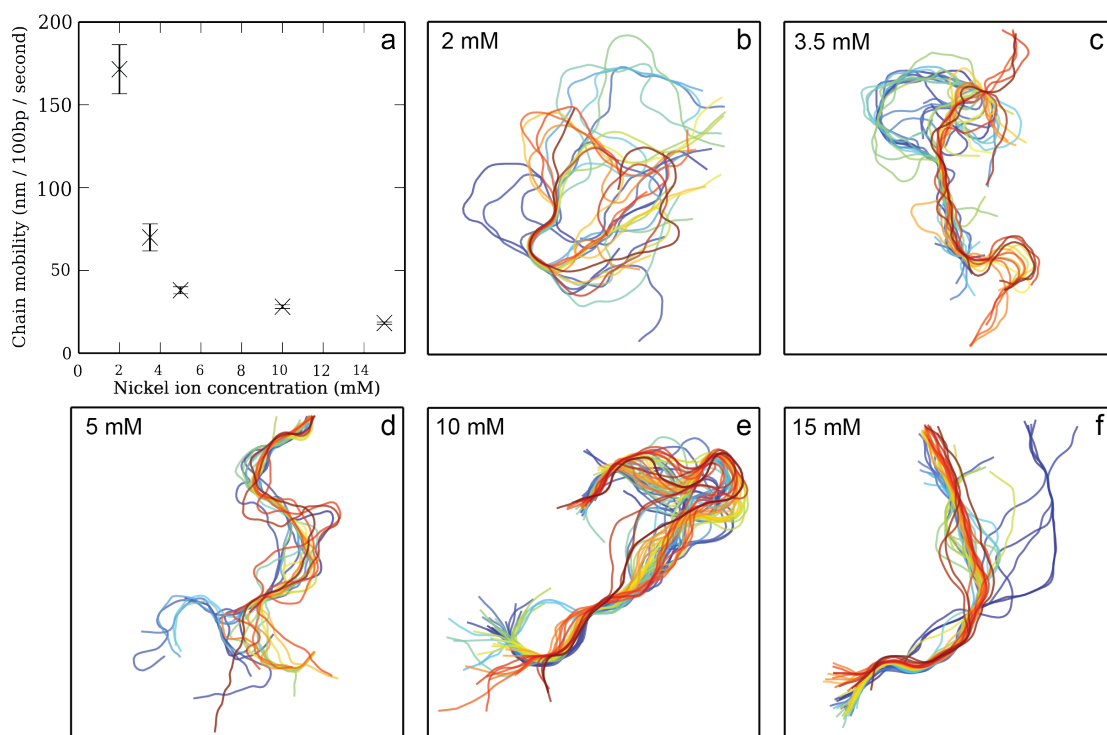 Chain mobility (nm / 100bp / second)
200
150
100
50
0
a
0 2 4 6 8 10 12 14
Nickel ion concentration (mM)
2 mM b
3.5 mM c
5 mM d
10 mM e
15 mM f